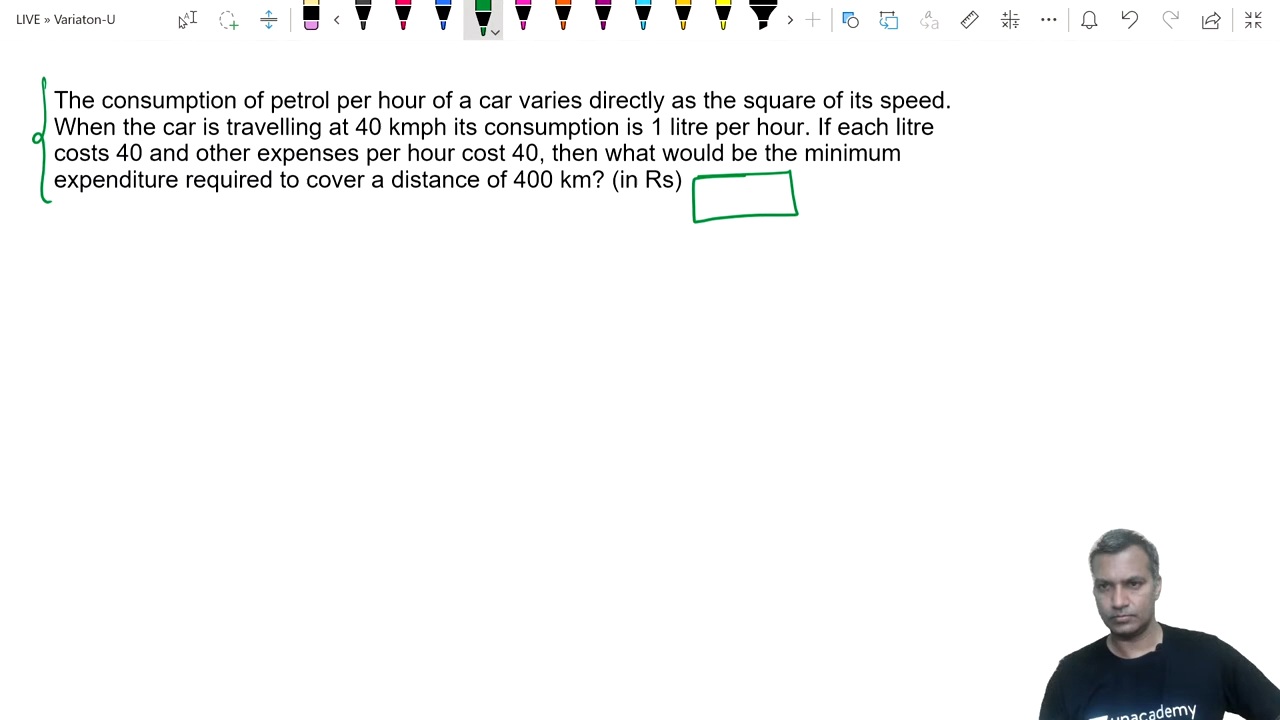 LIVE » Variaton-U
The consumption of petrol per hour of a car varies directly as the square of its speed.
When the car is travelling at 40 kmph its consumption is 1 litre per hour. If each litre
costs 40 and other expenses per hour cost 40, then what would be the minimum
expenditure required to cover a distance of 400 km? (in Rs)
unacademy